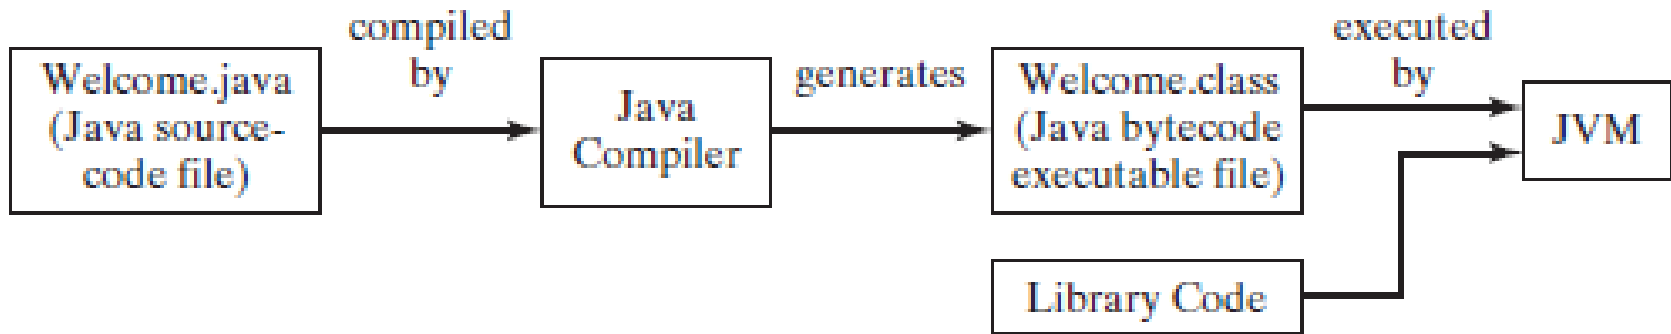 Welcome.java
(Java source-
code file)
compiled
by
Java
Compiler
generates
Welcome.class
(Java bytecode
executable file)
executed
by
JVM
Library Code